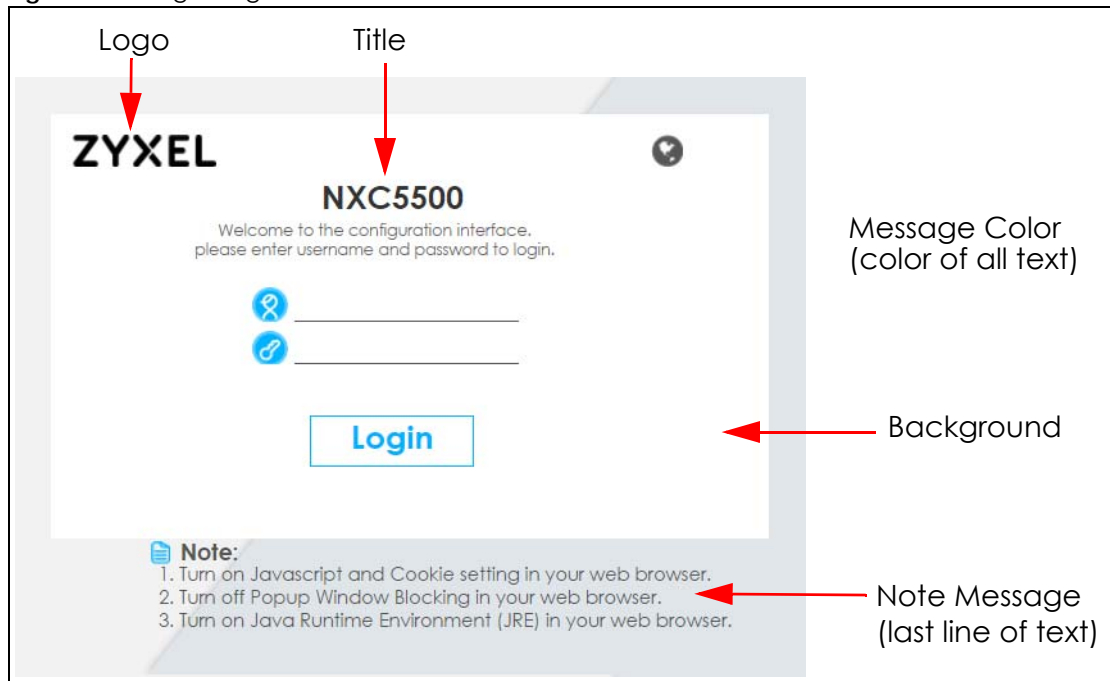 Logo
Title
ZYXEL
NXC5500
Welcome to the configuration interface.
please enter username and password to login.
Message Color
(color of all text)
Login
Background
Note:
1. Turn on Javascript and Cookie setting in your web browser.
2. Turn off Popup Window Blocking in your web browser.
3. Turn on Java Runtime Environment (JRE) in your web browser.
Note Message
(last line of text)